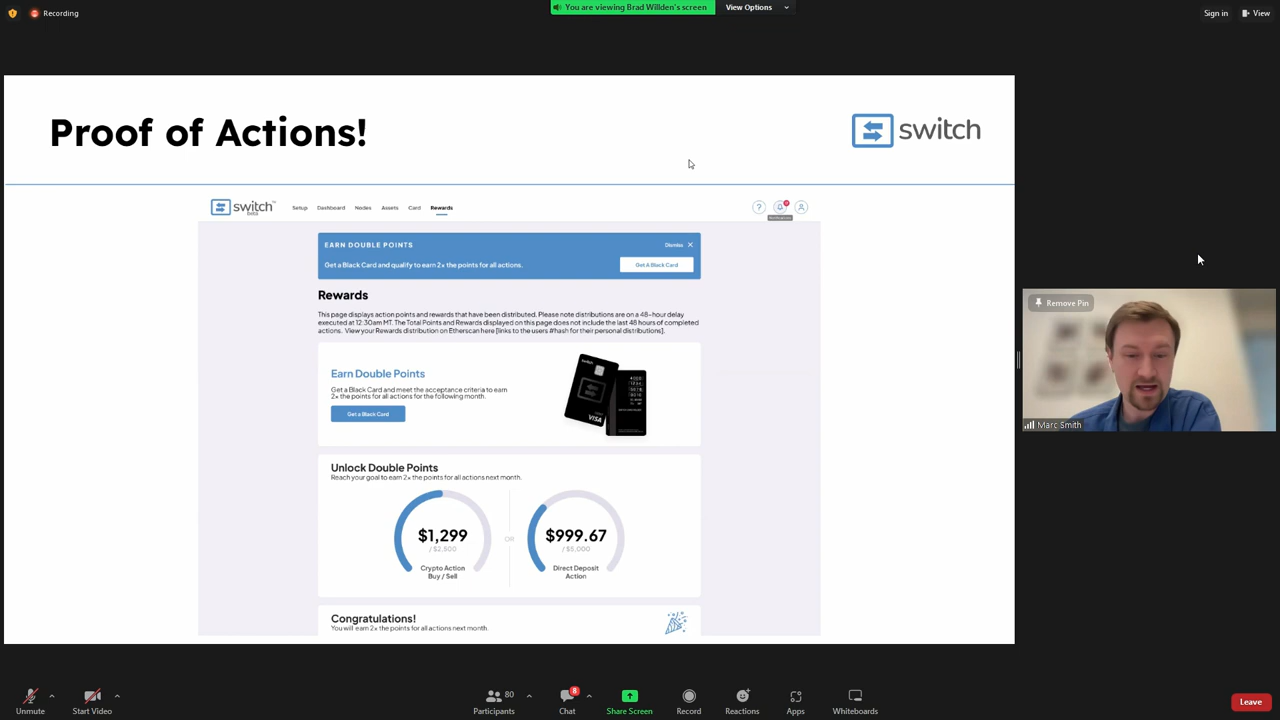 Recording
You are viewing Brad Willden's screen
View Options
Sign in
View
Proof of Actions!
switch
switch™
beta
Setup
Dashboard
Nodes
Assets
Card
Rewards
?
EARN DOUBLE POINTS
Dismiss
Get a Black Card and qualify to earn 2x the points for all actions.
Get A Black Card
Rewards
This page displays action points and rewards that have been distributed. Please note distributions are on a 48-hour delay
executed at 12:30am MT. The Total Points and Rewards displayed on this page does not include the last 48 hours of completed
actions. View your Rewards distribution on Etherscan here [links to the users #hash for their personal distributions].
Earn Double Points
Get a Black Card and meet the acceptance criteria to earn
2x the points for all actions for the following month.
Get a Black Card
switch
VISA
Unlock Double Points
Reach your goal to earn 2x the points for all actions next month.
$1,299
/ $2,500
Crypto Action
Buy / Sell
OR
$999.67
/ $5,000
Direct Deposit
Action
Congratulations!
You will earn 2x the points for all actions next month.
Remove Pin
Marc Smith
Unmute
Start Video
80
Participants
8
Chat
Share Screen
Record
Reactions
Apps
Whiteboards
Leave